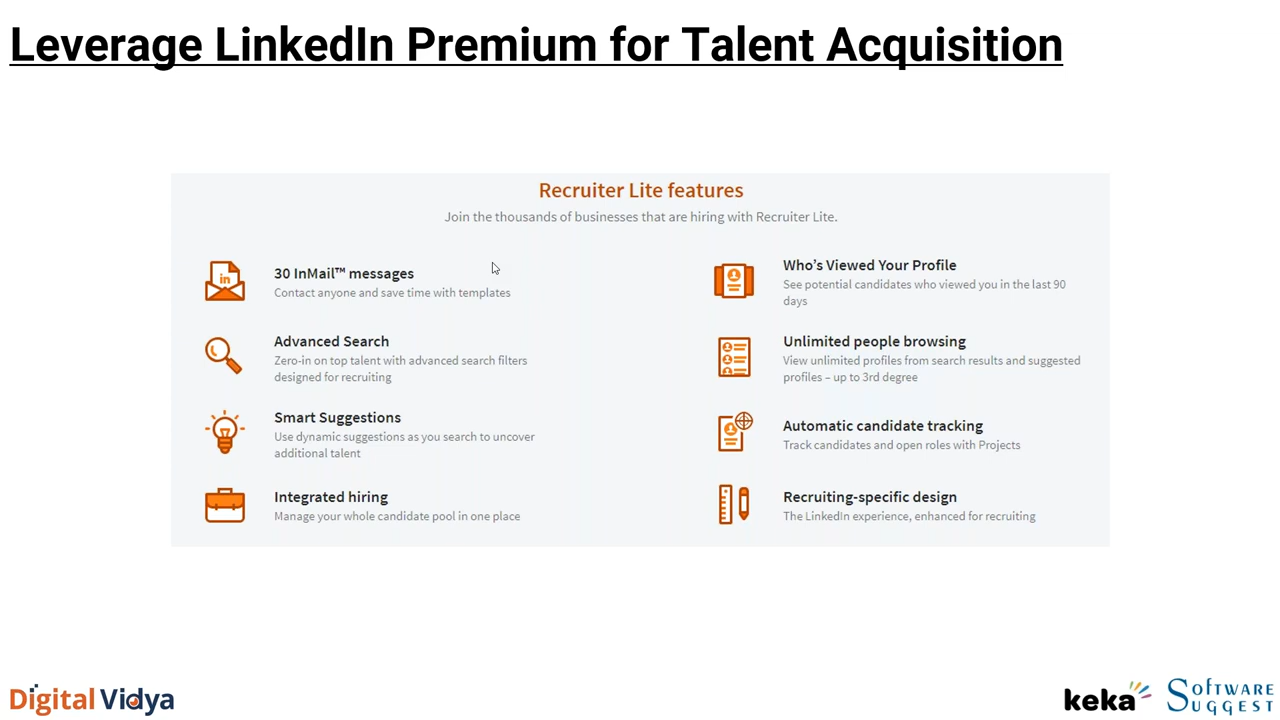 Leverage LinkedIn Premium for Talent Acquisition
Recruiter Lite features
Join the thousands of businesses that are hiring with Recruiter Lite.
in
30 InMail™ messages
Contact anyone and save time with templates
Advanced Search
Zero-in on top talent with advanced search filters
designed for recruiting
Smart Suggestions
Use dynamic suggestions as you search to uncover
additional talent
Integrated hiring
Manage your whole candidate pool in one place
Who's Viewed Your Profile
See potential candidates who viewed you in the last 90
days
Unlimited people browsing
View unlimited profiles from search results and suggested
profiles – up to 3rd degree
Automatic candidate tracking
Track candidates and open roles with Projects
Recruiting-specific design
The LinkedIn experience, enhanced for recruiting
Digital Vidya
keka
SOFTWARE
SUGGEST